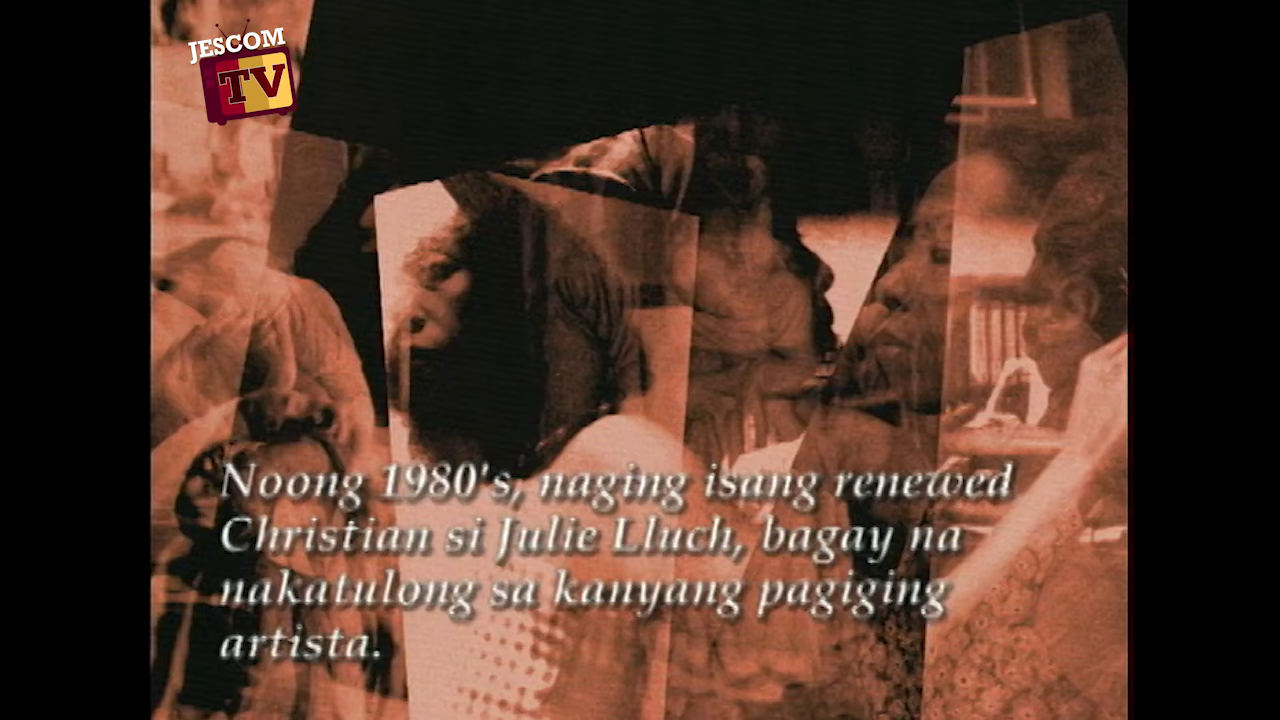 JESCOM
TV
Noong 1980's, naging isang renewed
Christian si Julie Lluch, bagay na
nakatulong sa kanyang pagiging
artista.